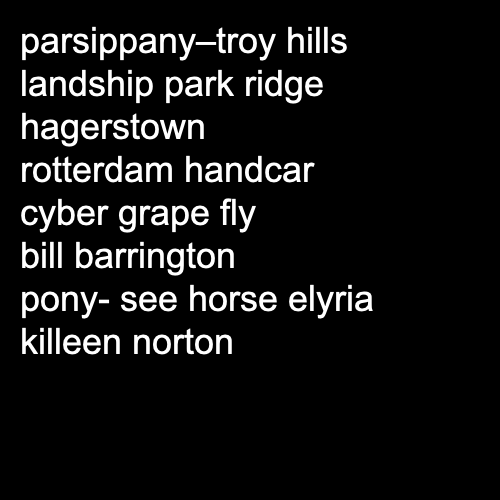 parsippany–troy hills
landship park ridge
hagerstown
rotterdam handcar
cyber grape fly
bill barrington
pony- see horse elyria
killeen norton